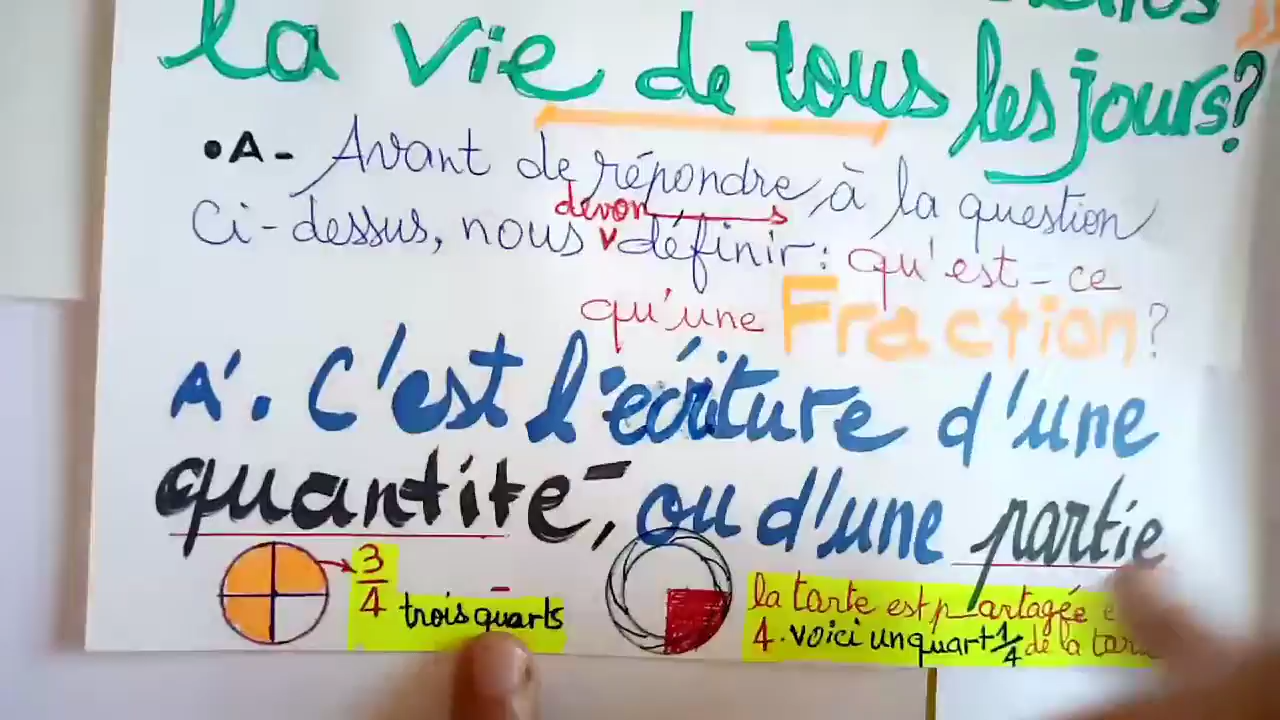 la vie de tous les jours?
•A- Avant de répondre à la question
Ci-dessus, nous devons définir: qu'est-ce
qu'une Fraction?
A'. C'est l'écriture d'une
quantité, ou d'une partie
3/4 trois quarts
la tarte est partagée
4. voici un quart 1/4 de la